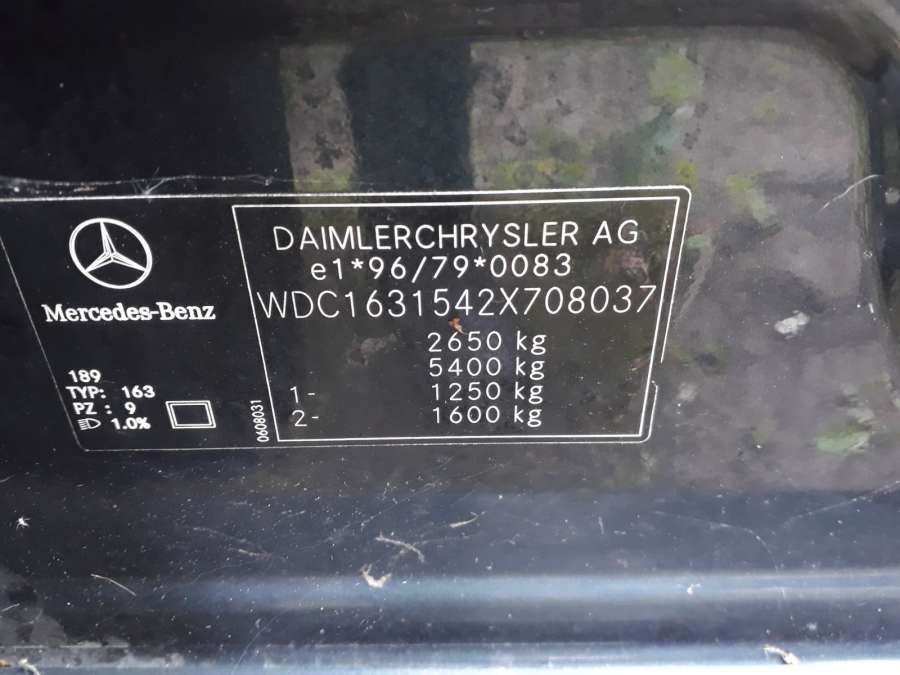 Mercedes-Benz
189
TYP: 163
PZ : 9
1.0%
0608031
DAIMLERCHRYSLER AG
e1*96/79*0083
WDC1631542X708037
2650 kg
5400 kg
1- 1250 kg
2- 1600 kg